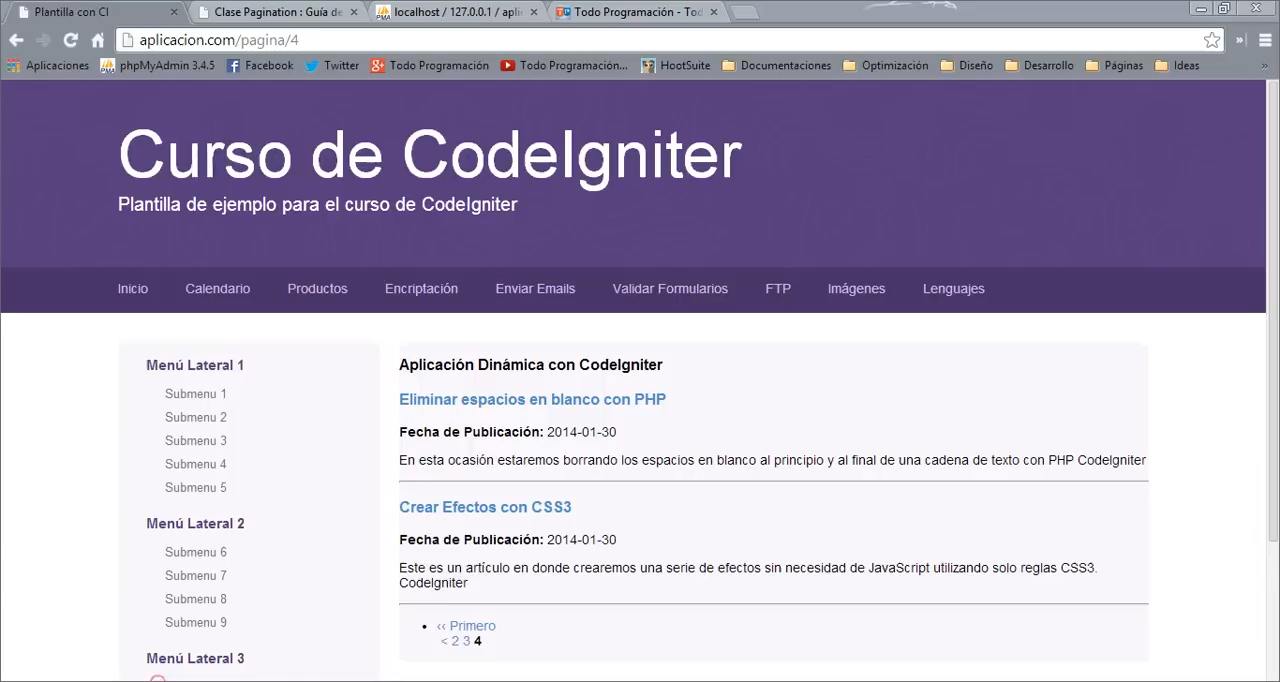 Plantilla con CI
Clase Pagination : Guía de
localhost / 127.0.0.1 / apli
Todo Programación - Tod
aplicacion.com/pagina/4
Aplicaciones
phpMyAdmin 3.4.5
Facebook
Twitter
Todo Programación
Todo Programación...
HootSuite
Documentaciones
Optimización
Diseño
Desarrollo
Páginas
Ideas
»
Curso de CodeIgniter
Plantilla de ejemplo para el curso de CodeIgniter
Inicio
Calendario
Productos
Encriptación
Enviar Emails
Validar Formularios
FTP
Imágenes
Lenguajes
Menú Lateral 1
Submenu 1
Submenu 2
Submenu 3
Submenu 4
Submenu 5
Menú Lateral 2
Submenu 6
Submenu 7
Submenu 8
Submenu 9
Menú Lateral 3
Aplicación Dinámica con CodeIgniter
Eliminar espacios en blanco con PHP
Fecha de Publicación: 2014-01-30
En esta ocasión estaremos borrando los espacios en blanco al principio y al final de una cadena de texto con PHP CodeIgniter
Crear Efectos con CSS3
Fecha de Publicación: 2014-01-30
Este es un artículo en donde crearemos una serie de efectos sin necesidad de JavaScript utilizando solo reglas CSS3.
CodeIgniter
• ‹‹ Primero
< 2 3 4